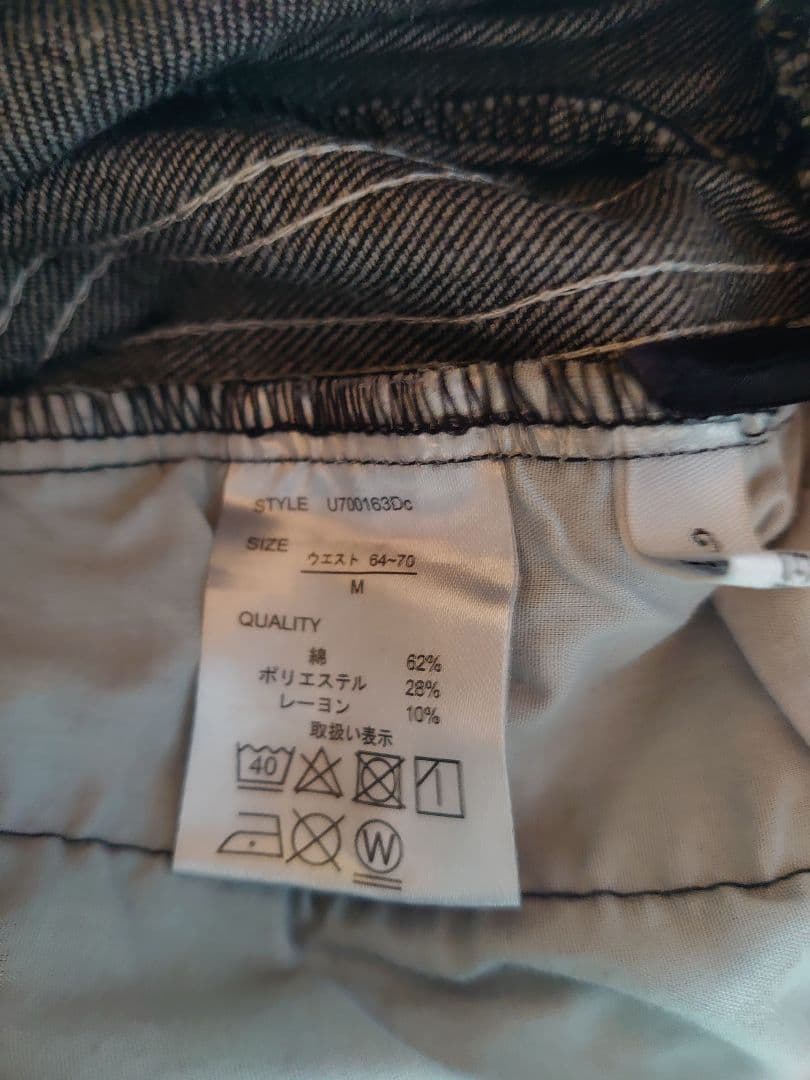 STYLE U700163Dc
SIZE ウエスト 64~70
M
QUALITY
綿 62%
ポリエステル 28%
レーヨン 10%
取扱い表示
40
W